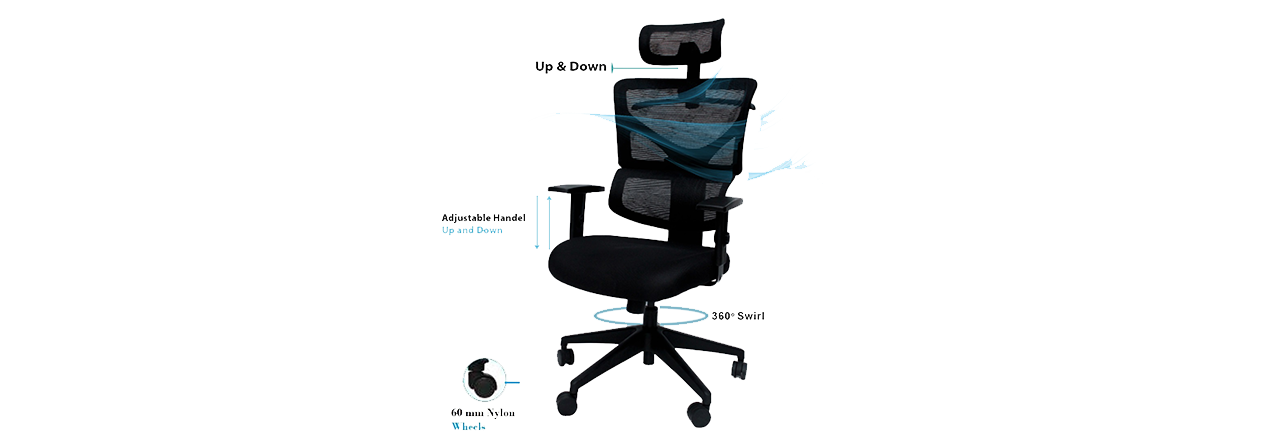 Up & Down
Adjustable Handel
Up and Down
360° Swirl
60 mm Nylon
Wheels